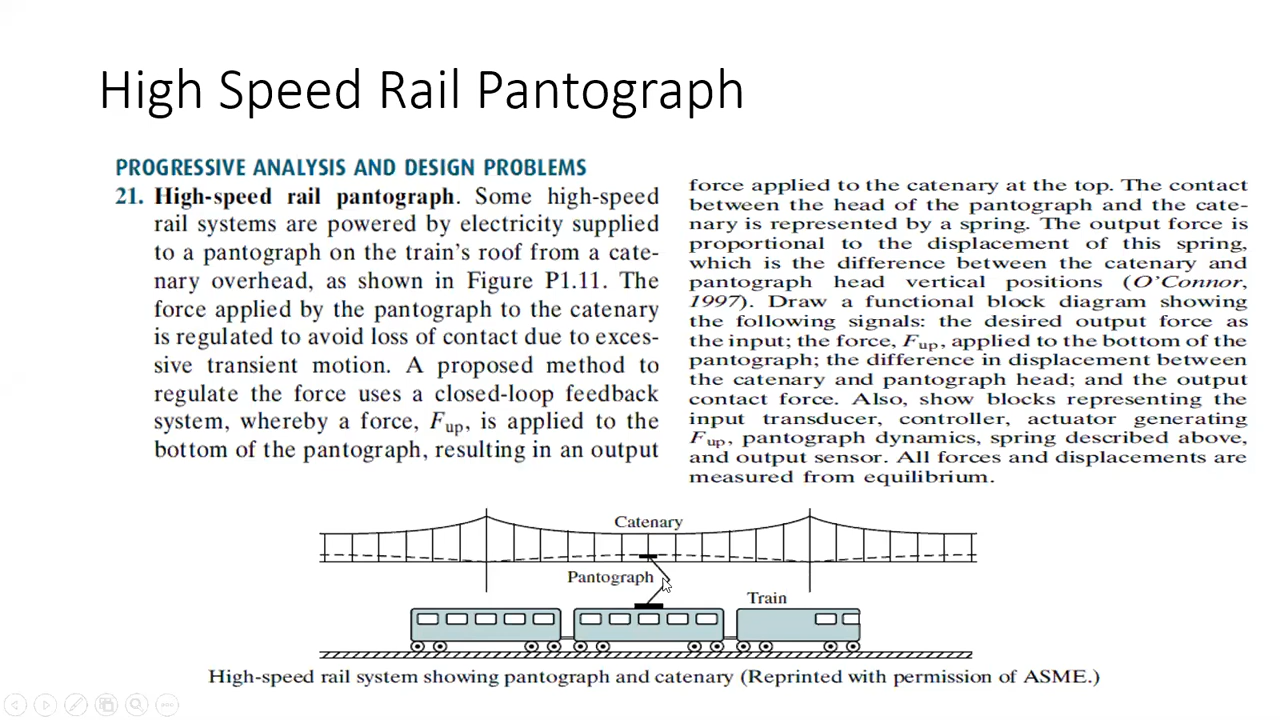 High Speed Rail Pantograph
PROGRESSIVE ANALYSIS AND DESIGN PROBLEMS
21. High-speed rail pantograph. Some high-speed
rail systems are powered by electricity supplied
to a pantograph on the train's roof from a cate-
nary overhead, as shown in Figure P1.11. The
force applied by the pantograph to the catenary
is regulated to avoid loss of contact due to exces-
sive transient motion. A proposed method to
regulate the force uses a closed-loop feedback
system, whereby a force, Fup, is applied to the
bottom of the pantograph, resulting in an output
force applied to the catenary at the top. The contact
between the head of the pantograph and the cate-
nary is represented by a spring. The output force is
proportional to the displacement of this spring,
which is the difference between the catenary and
pantograph head vertical positions (O'Connor,
1997). Draw a functional block diagram showing
the following signals: the desired output force as
the input; the force, Fup, applied to the bottom of the
pantograph; the difference in displacement between
the catenary and pantograph head; and the output
contact force. Also, show blocks representing the
input transducer, controller, actuator generating
Fup, pantograph dynamics, spring described above,
and output sensor. All forces and displacements are
measured from equilibrium.
Catenary
Pantograph
Train
High-speed rail system showing pantograph and catenary (Reprinted with permission of ASME.)